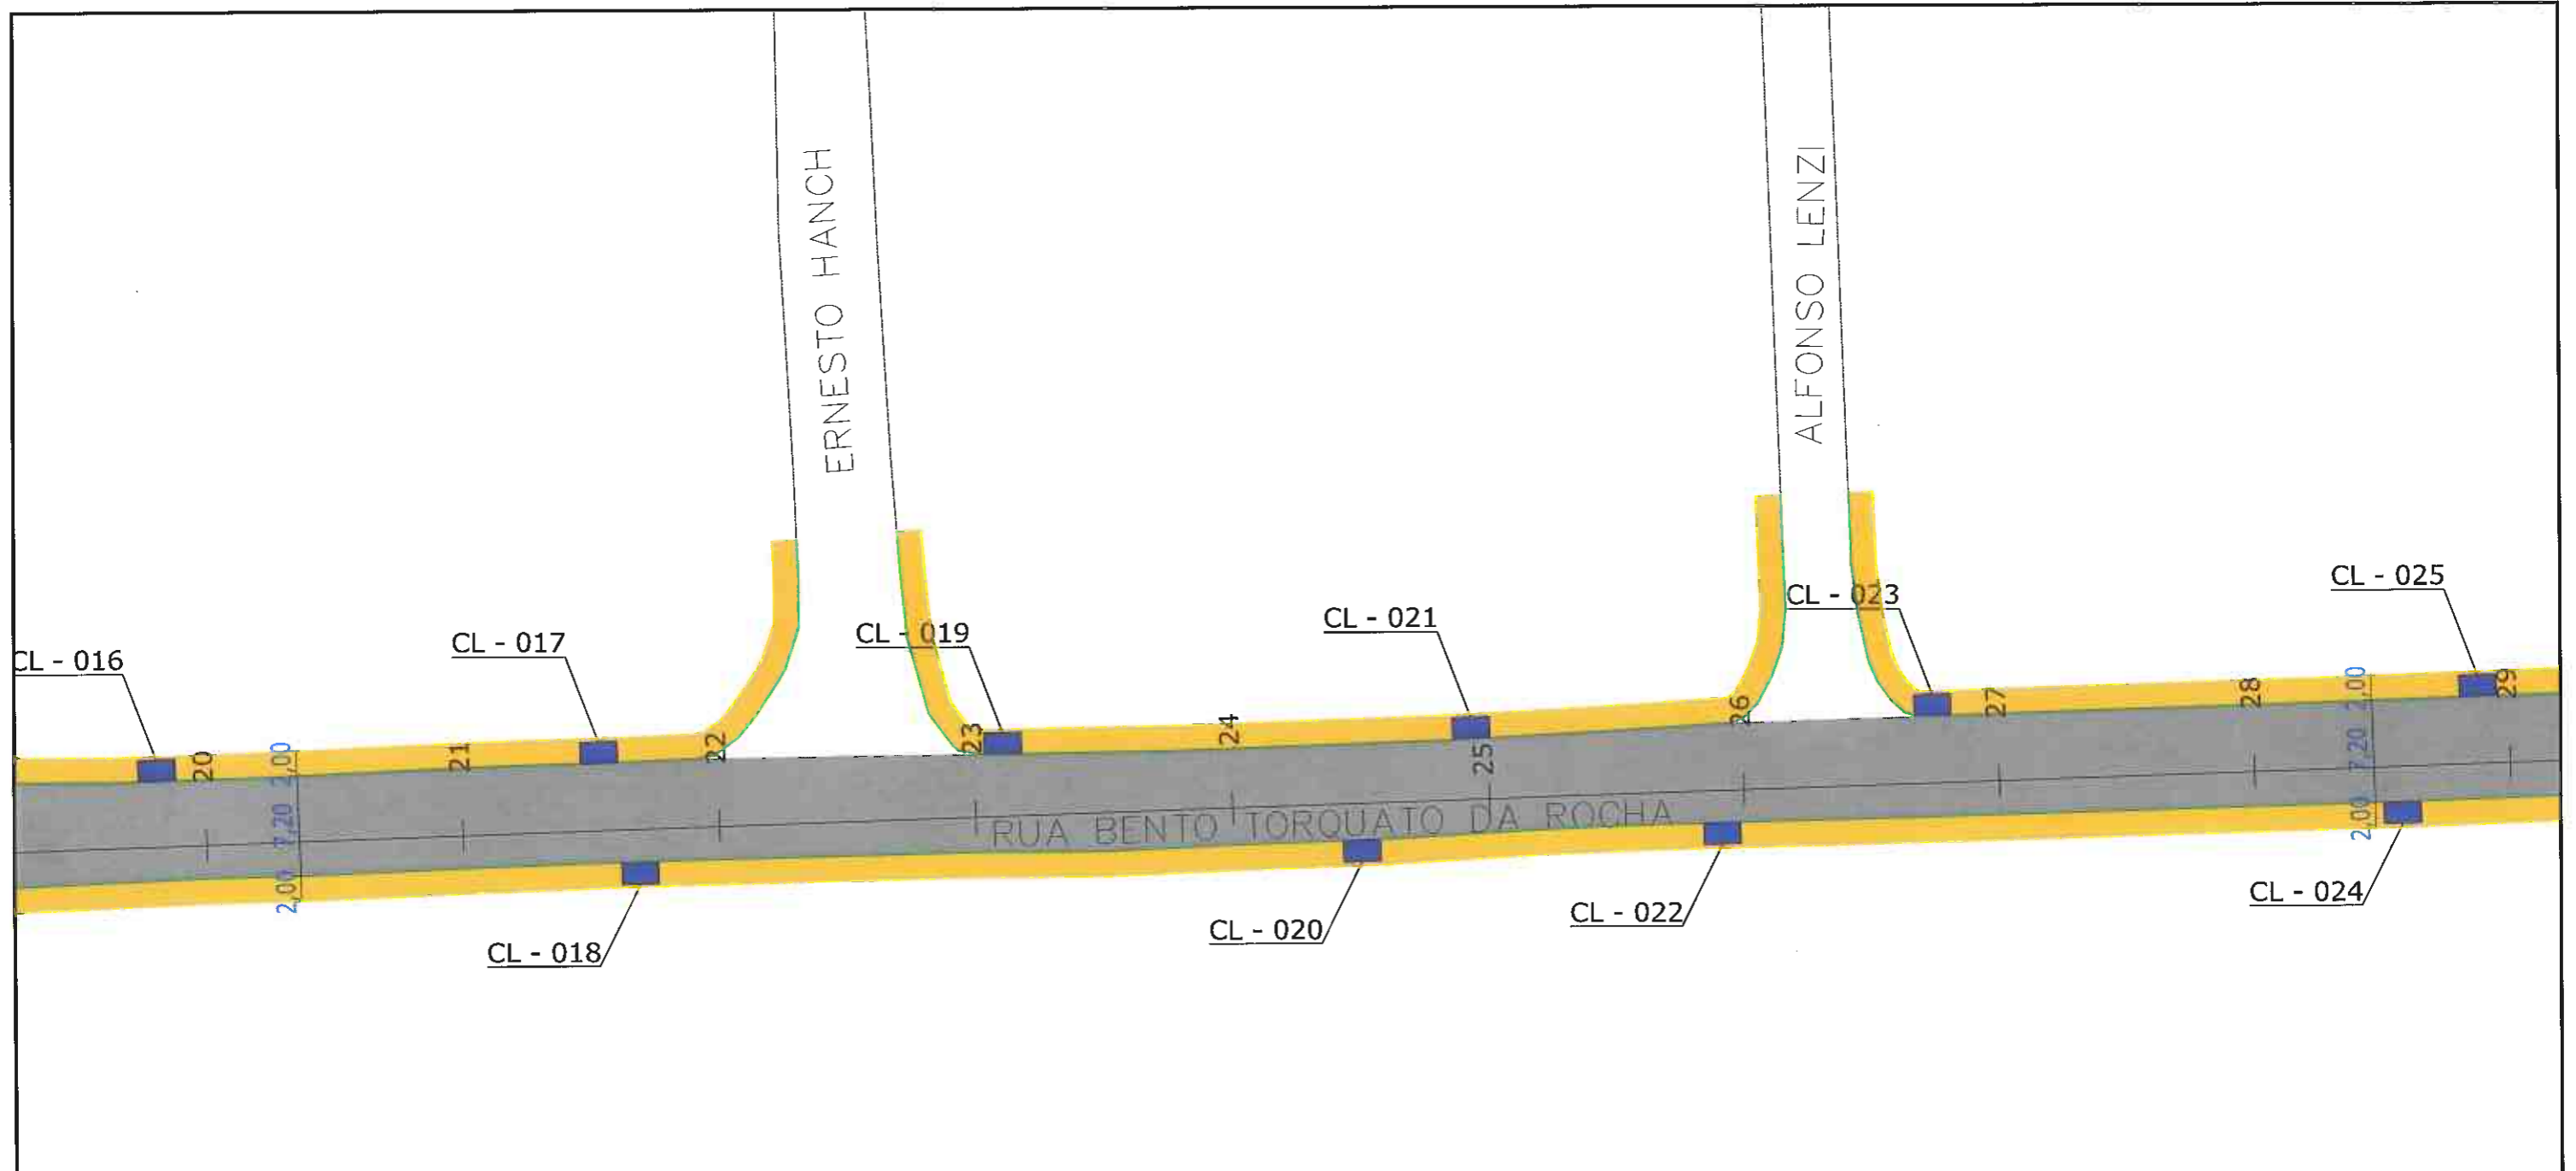 ERNESTO HANCH
ALFONSO LENZI
CL - 016
CL - 017
CL - 019
CL - 021
CL - 023
CL - 025
20
21
22
23
24
25
26
27
28
29
2,00
7,20
2,00
2,00
7,20
2,00
RUA BENTO TORQUATO DA ROCHA
CL - 018
CL - 020
CL - 022
CL - 024